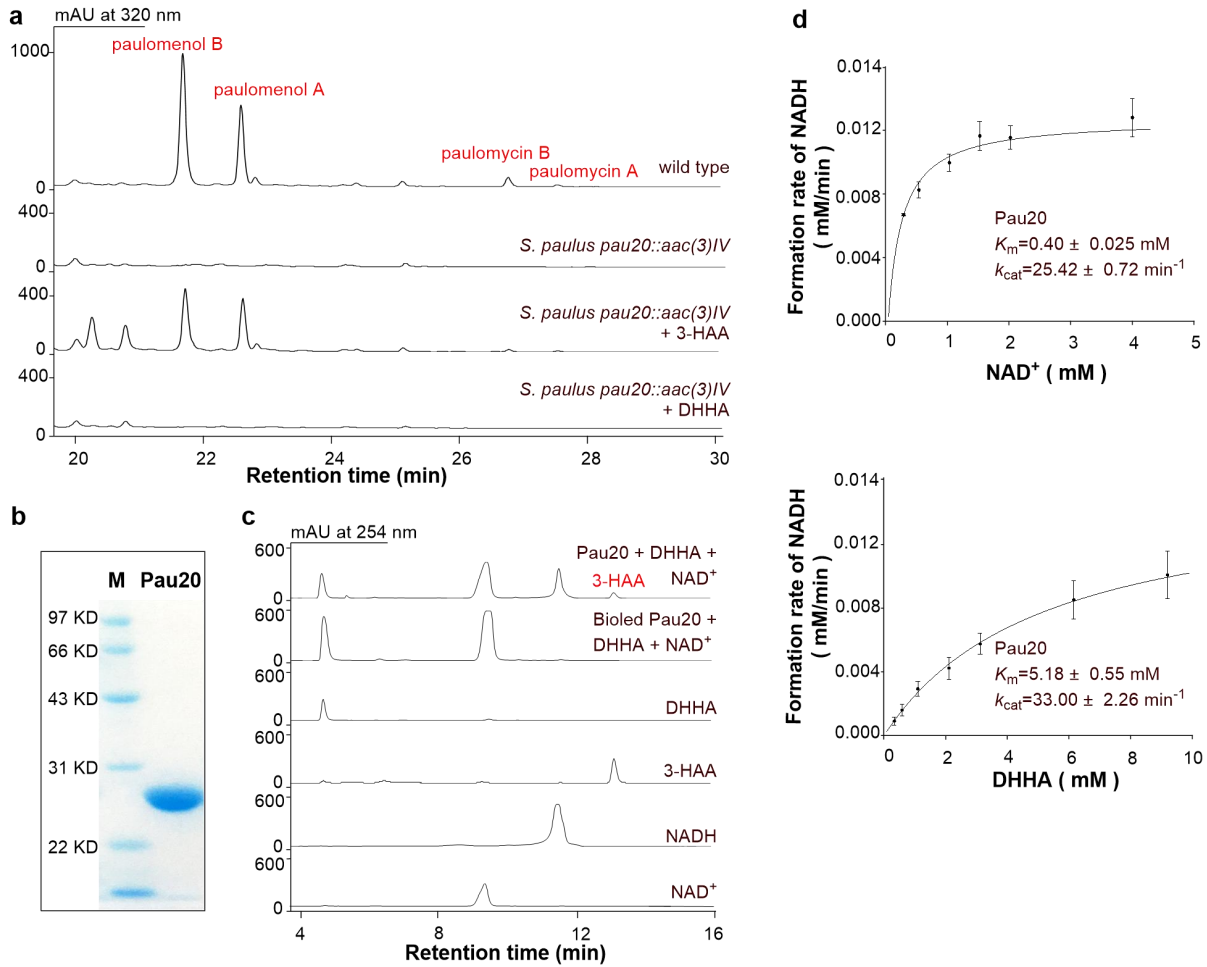 a
mAU at 320 nm
1000
0
paulomenol B
paulomenol A
paulomycin B
paulomycin A
wild type
400
0
S. paulus pau20::aac(3)IV
400
0
S. paulus pau20::aac(3)IV
+ 3-HAA
400
0
S. paulus pau20::aac(3)IV
+ DHHA
20 22 24 26 28 30
Retention time (min)
b
M Pau20
97 KD
66 KD
43 KD
31 KD
22 KD
c
mAU at 254 nm
600
0
Pau20 + DHHA +
3-HAA NAD⁺
600
0
Bioled Pau20 +
DHHA + NAD⁺
600
0
DHHA
600
0
3-HAA
600
0
NADH
600
0
NAD⁺
4 8 12 16
Retention time (min)
d
Formation rate of NADH
( mM/min)
0.014
0.012
0.008
0.004
0.000
Pau20
Km=0.40 ± 0.025 mM
kcat=25.42 ± 0.72 min⁻¹
0 1 2 3 4 5
NAD⁺ ( mM )
Formation rate of NADH
( mM/min)
0.014
0.012
0.008
0.004
0.000
Pau20
Km=5.18 ± 0.55 mM
kcat=33.00 ± 2.26 min⁻¹
0 2 4 6 8 10
DHHA ( mM )